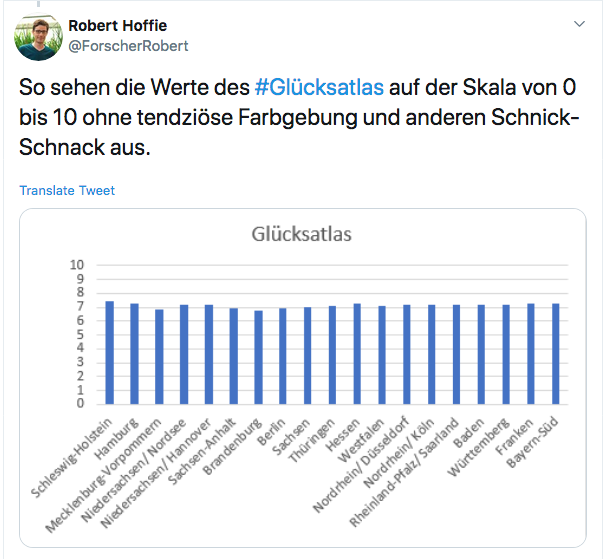 Robert Hoffie
@ForscherRobert
So sehen die Werte des #Glücksatlas auf der Skala von 0
bis 10 ohne tendziöse Farbgebung und anderen Schnick-
Schnack aus.
Translate Tweet
Glücksatlas
10
9
8
7
6
5
4
3
2
1
0
Schleswig-Holstein
Hamburg
Mecklenburg-Vorpommern
Niedersachsen/ Nordsee
Niedersachsen/ Hannover
Sachsen-Anhalt
Brandenburg
Berlin
Sachsen
Thüringen
Hessen
Westfalen
Nordrhein/ Düsseldorf
Nordrhein/ Köln
Rheinland-Pfalz/ Saarland
Baden
Württemberg
Franken
Bayern-Süd